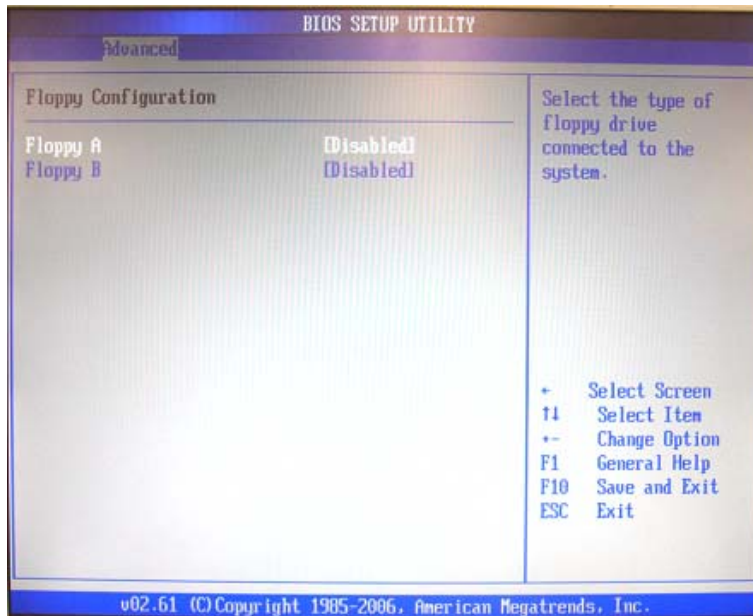 BIOS SETUP UTILITY
Advanced
Floppy Configuration
Floppy A [Disabled]
Floppy B [Disabled]
Select the type of
floppy drive
connected to the
system.
← Select Screen
↑↓ Select Item
+- Change Option
F1 General Help
F10 Save and Exit
ESC Exit
v02.61 (C)Copyright 1985-2006, American Megatrends, Inc.